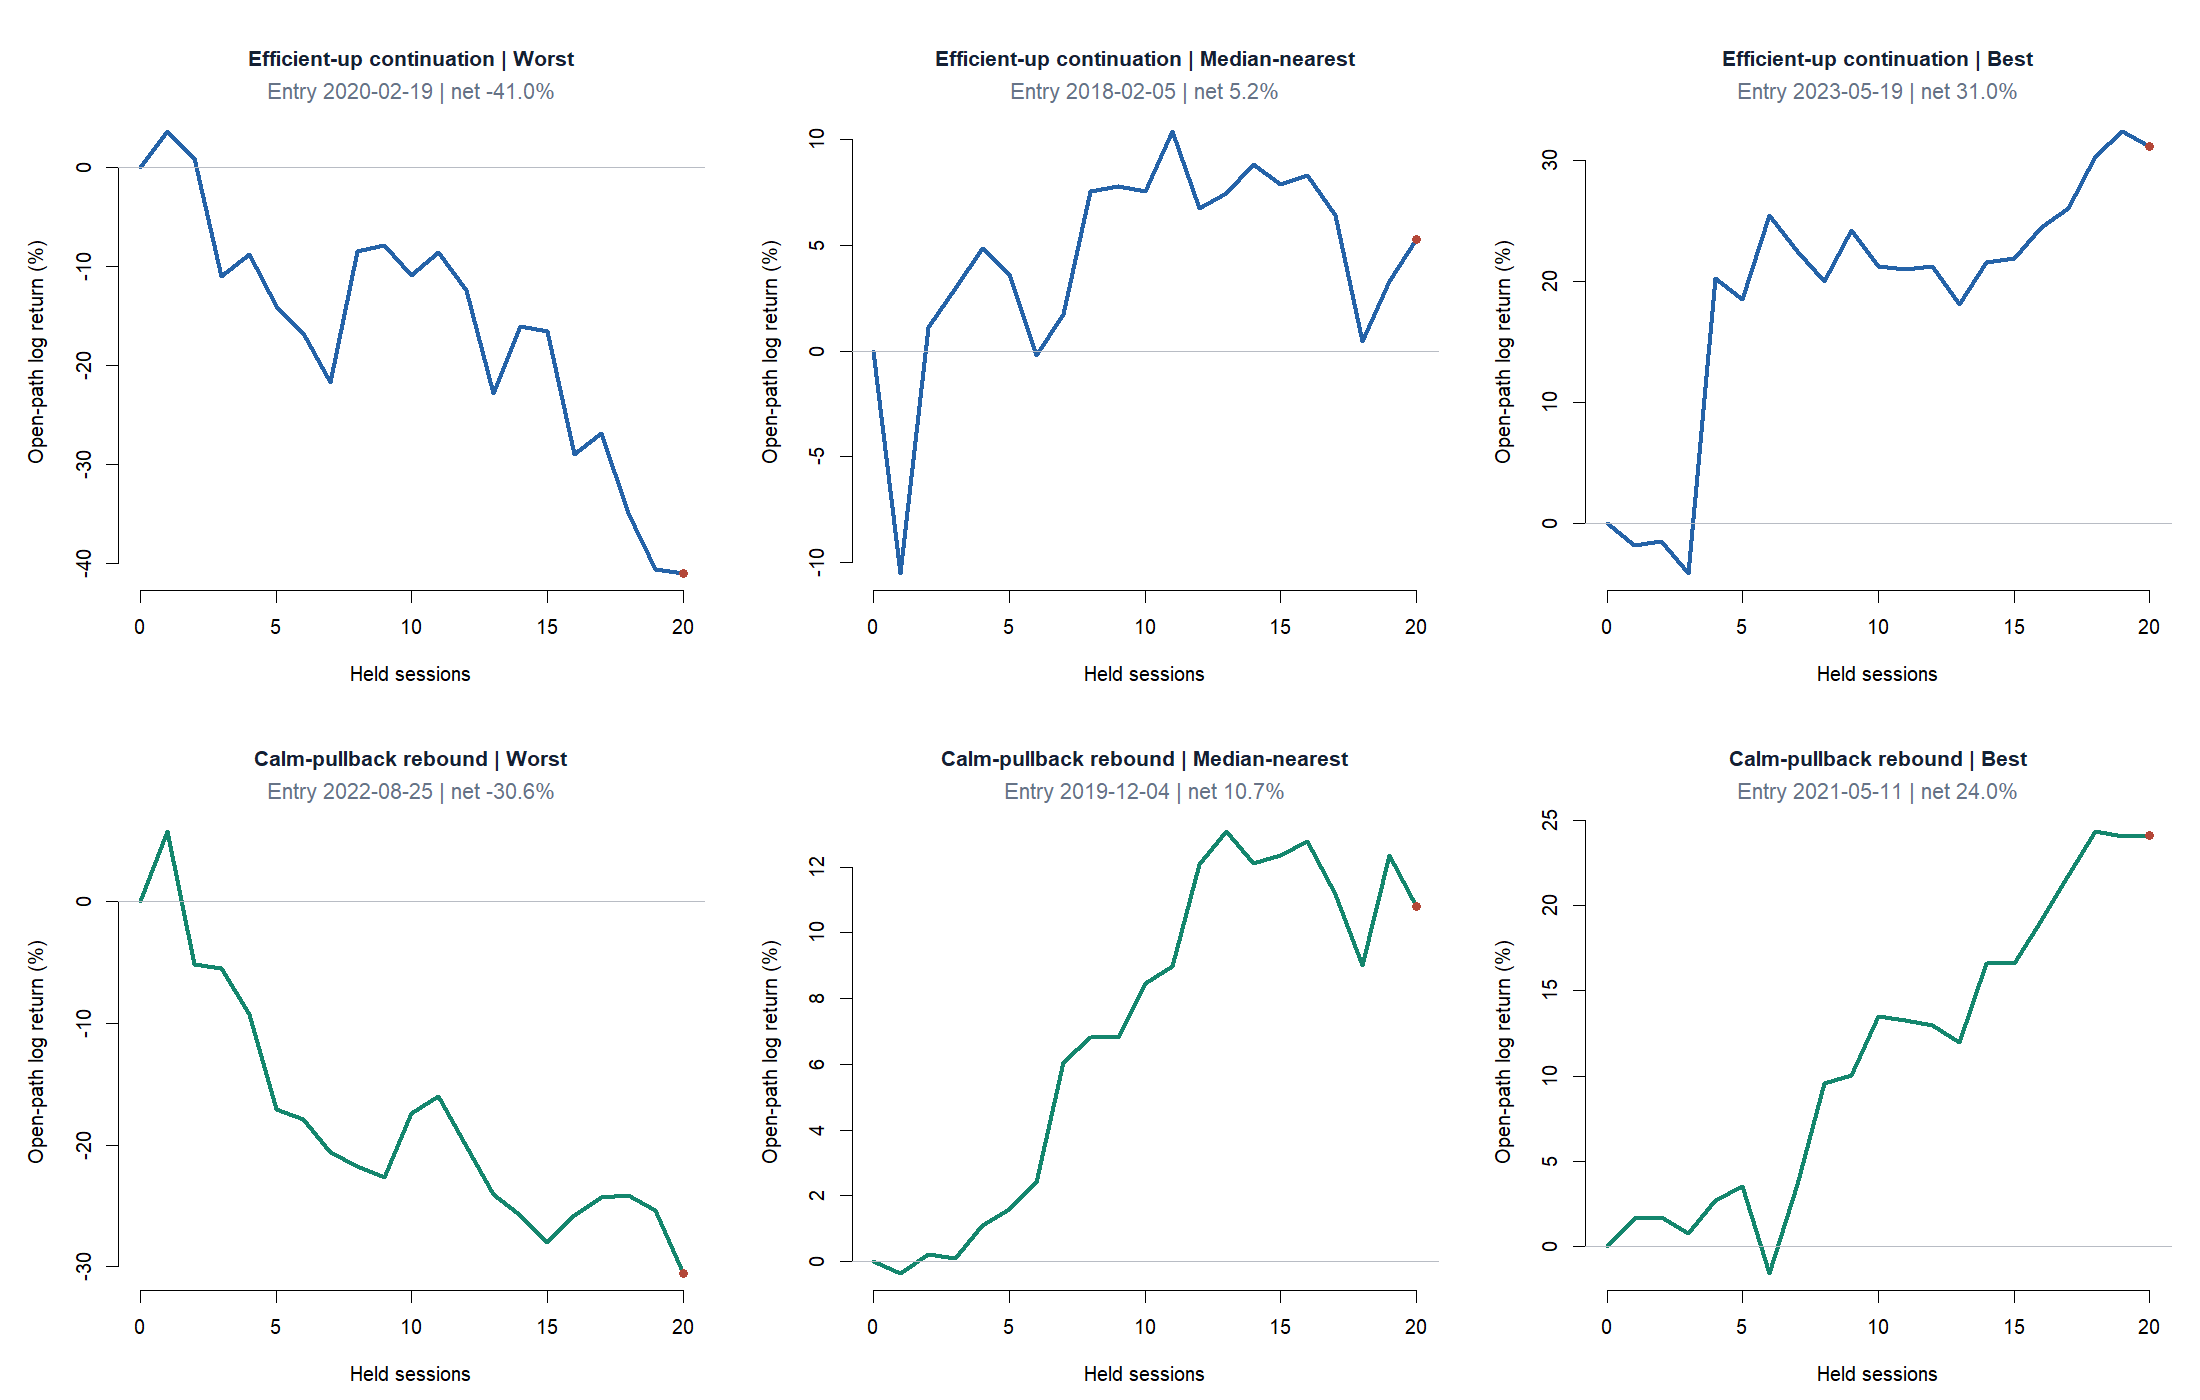 Efficient-up continuation | Worst
Entry 2020-02-19 | net -41.0%
Open-path log return (%)
0
-10
-20
-30
-40
0 5 10 15 20
Held sessions
Efficient-up continuation | Median-nearest
Entry 2018-02-05 | net 5.2%
Open-path log return (%)
10
5
0
-5
-10
0 5 10 15 20
Held sessions
Efficient-up continuation | Best
Entry 2023-05-19 | net 31.0%
Open-path log return (%)
30
20
10
0
0 5 10 15 20
Held sessions
Calm-pullback rebound | Worst
Entry 2022-08-25 | net -30.6%
Open-path log return (%)
0
-10
-20
-30
0 5 10 15 20
Held sessions
Calm-pullback rebound | Median-nearest
Entry 2019-12-04 | net 10.7%
Open-path log return (%)
12
10
8
6
4
2
0
0 5 10 15 20
Held sessions
Calm-pullback rebound | Best
Entry 2021-05-11 | net 24.0%
Open-path log return (%)
25
20
15
10
5
0
0 5 10 15 20
Held sessions